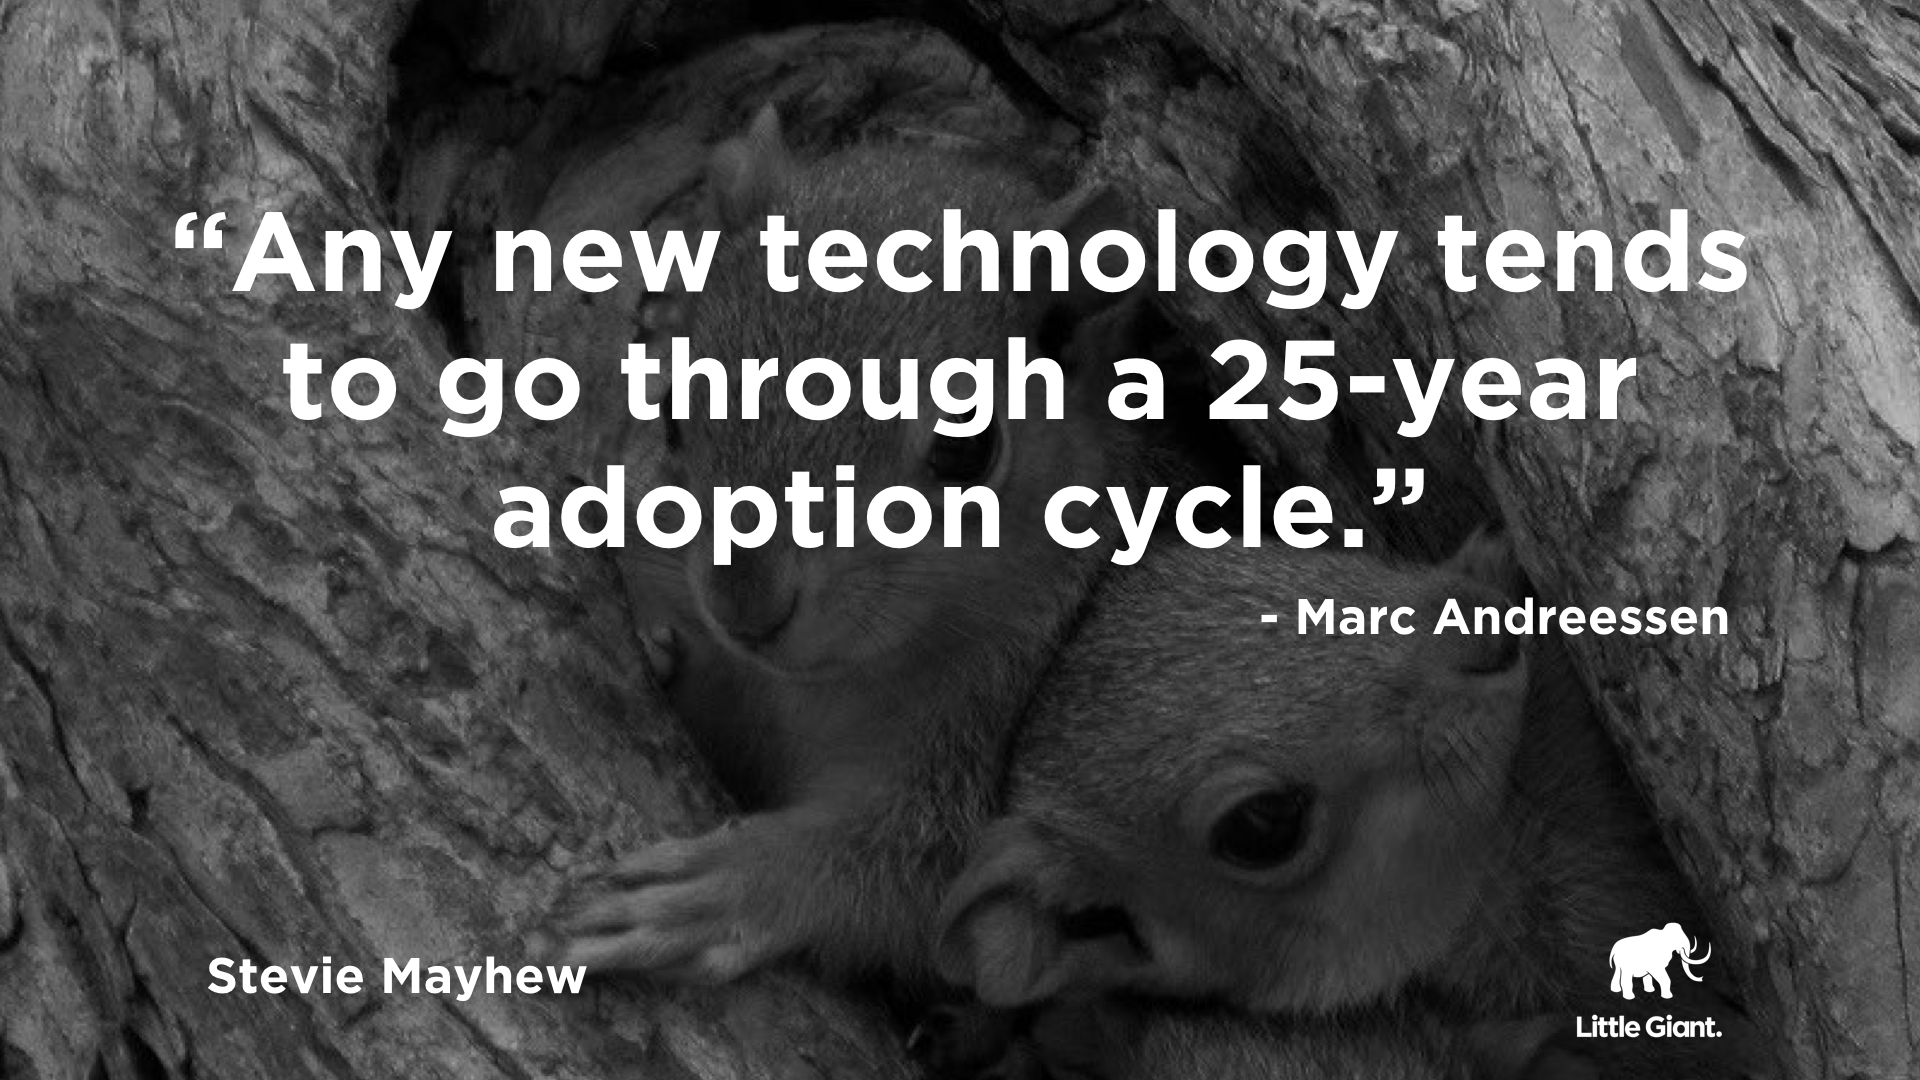 “Any new technology tends
to go through a 25-year
adoption cycle.”
- Marc Andreessen
Stevie Mayhew
Little Giant.